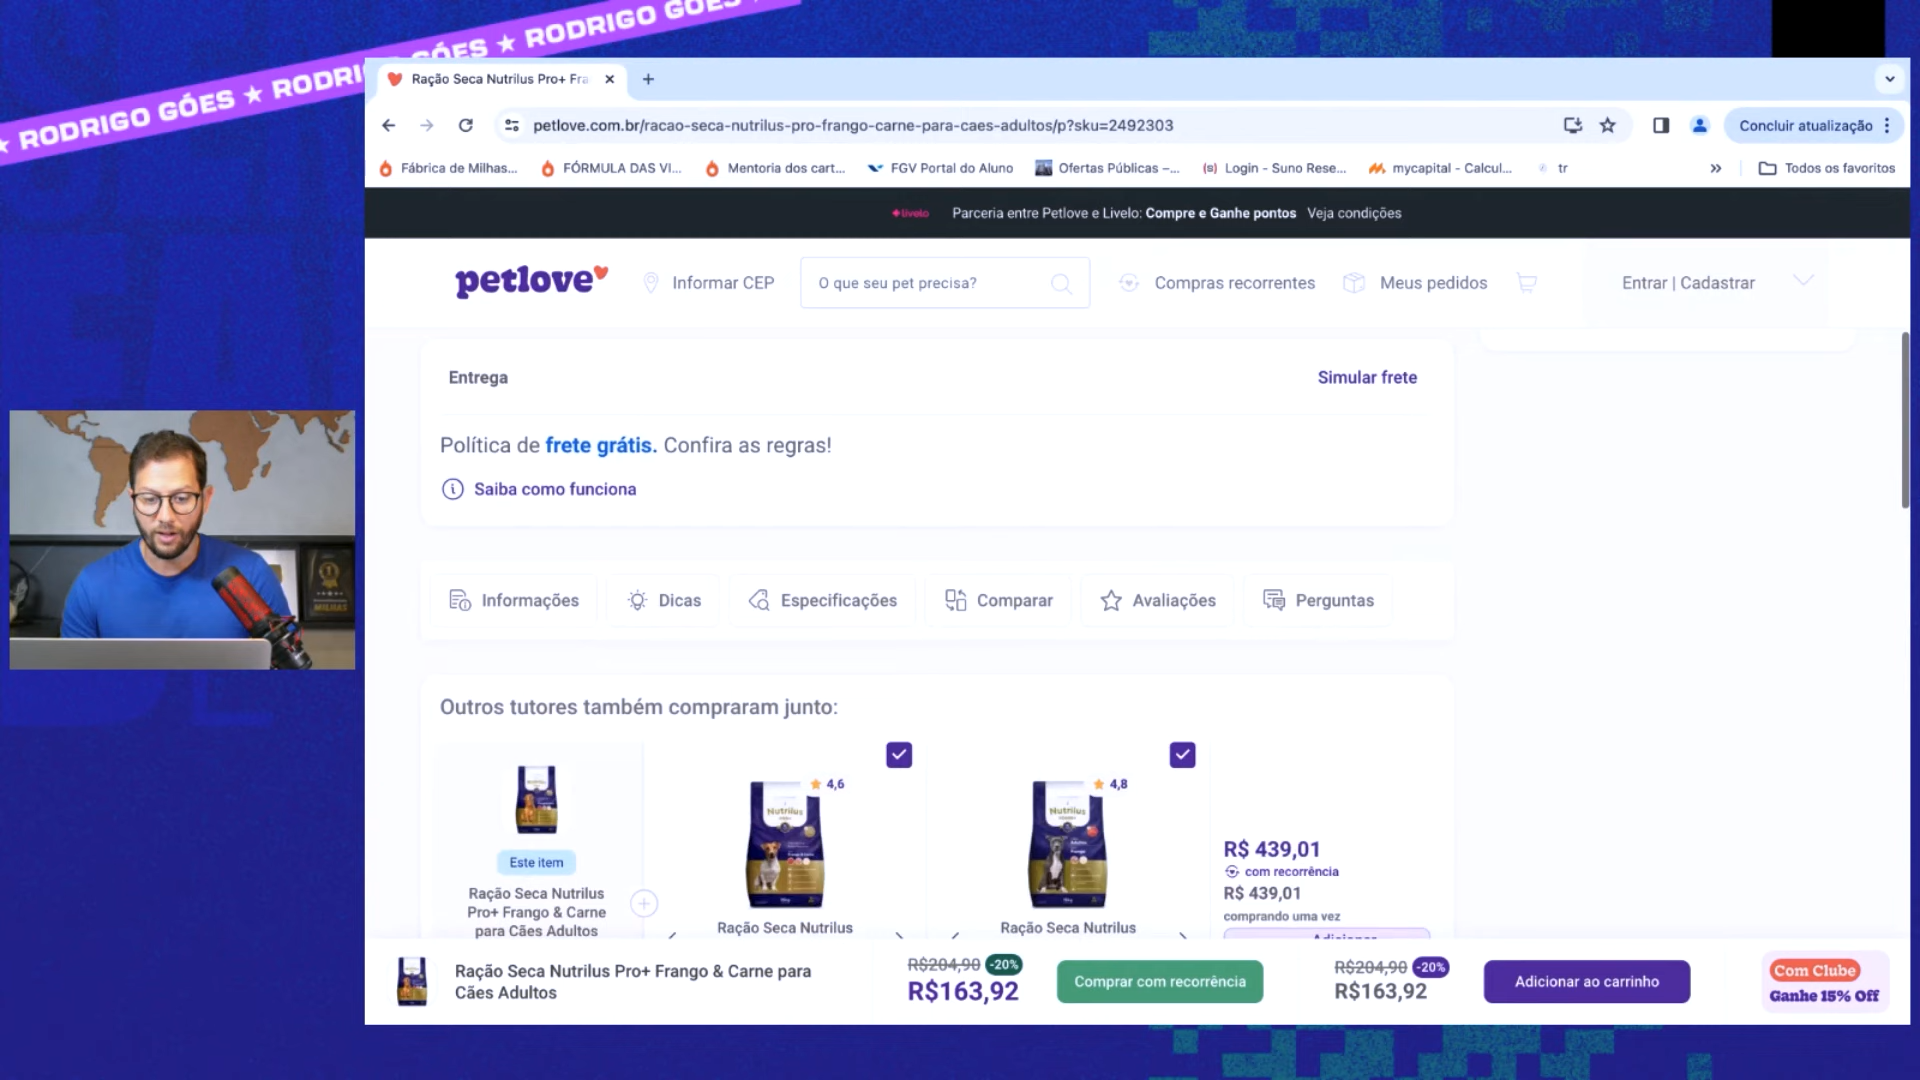 ★ RODRIGO GÓES ★ RODRIGO GÓES ★ RODRIGO GÓES
Ração Seca Nutrilus Pro+ Fra
petlove.com.br/racao-seca-nutrilus-pro-frango-carne-para-caes-adultos/p?sku=2492303
Concluir atualização
Fábrica de Milhas... FÓRMULA DAS VI... Mentoria dos cart... FGV Portal do Aluno Ofertas Públicas –... Login - Suno Rese... mycapital - Calcul... tr » Todos os favoritos
livelo Parceria entre Petlove e Livelo: Compre e Ganhe pontos Veja condições
petlove Informar CEP O que seu pet precisa? Compras recorrentes Meus pedidos Entrar | Cadastrar
Entrega Simular frete
Política de frete grátis. Confira as regras!
Saiba como funciona
Informações Dicas Especificações Comparar Avaliações Perguntas
Outros tutores também compraram junto:
4,6 4,8
Nutrilus Nutrilus
Este item
R$ 439,01
com recorrência
R$ 439,01
comprando uma vez
Ração Seca Nutrilus
Pro+ Frango & Carne
para Cães Adultos
Ração Seca Nutrilus
Ração Seca Nutrilus
Adicionar
Ração Seca Nutrilus Pro+ Frango & Carne para
Cães Adultos
R$204,90 -20%
R$163,92
Comprar com recorrência
R$204,90 -20%
R$163,92
Adicionar ao carrinho
Com Clube
Ganhe 15% Off
MILHAS